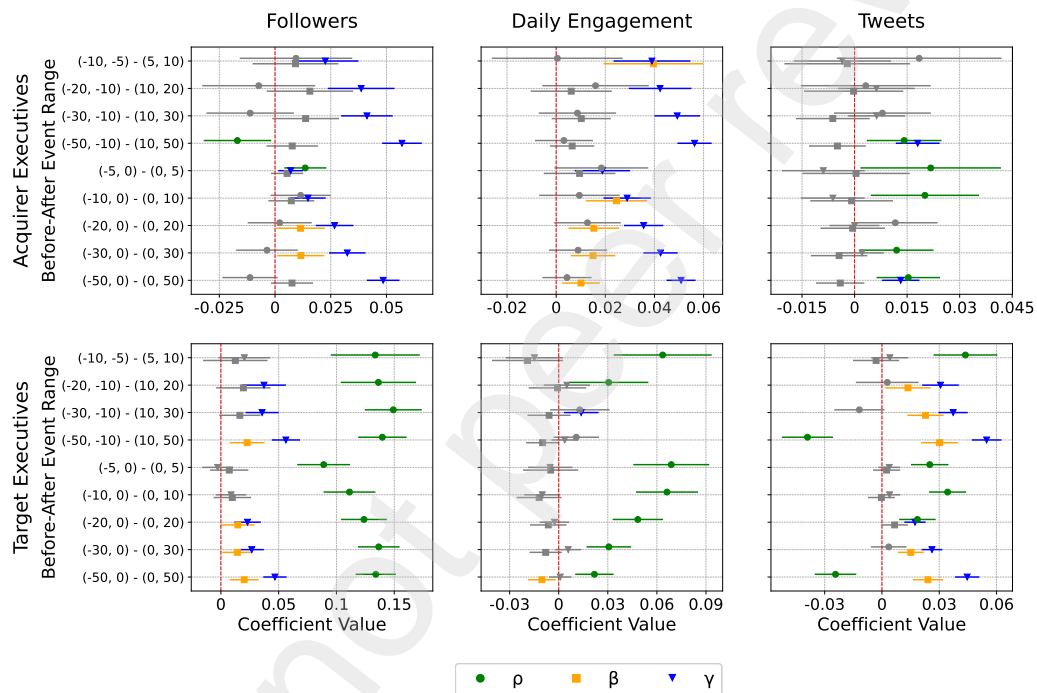 Followers
Daily Engagement
Tweets
Acquirer Executives
Before-After Event Range
(-10, -5) - (5, 10)
(-20, -10) - (10, 20)
(-30, -10) - (10, 30)
(-50, -10) - (10, 50)
(-5, 0) - (0, 5)
(-10, 0) - (0, 10)
(-20, 0) - (0, 20)
(-30, 0) - (0, 30)
(-50, 0) - (0, 50)
-0.025 0 0.025 0.05
-0.02 0 0.02 0.04 0.06
-0.015 0 0.015 0.03 0.045
Target Executives
Before-After Event Range
(-10, -5) - (5, 10)
(-20, -10) - (10, 20)
(-30, -10) - (10, 30)
(-50, -10) - (10, 50)
(-5, 0) - (0, 5)
(-10, 0) - (0, 10)
(-20, 0) - (0, 20)
(-30, 0) - (0, 30)
(-50, 0) - (0, 50)
0 0.05 0.1 0.15
-0.03 0 0.03 0.06 0.09
-0.03 0 0.03 0.06
Coefficient Value
Coefficient Value
Coefficient Value
ρ β γ
not peer rev